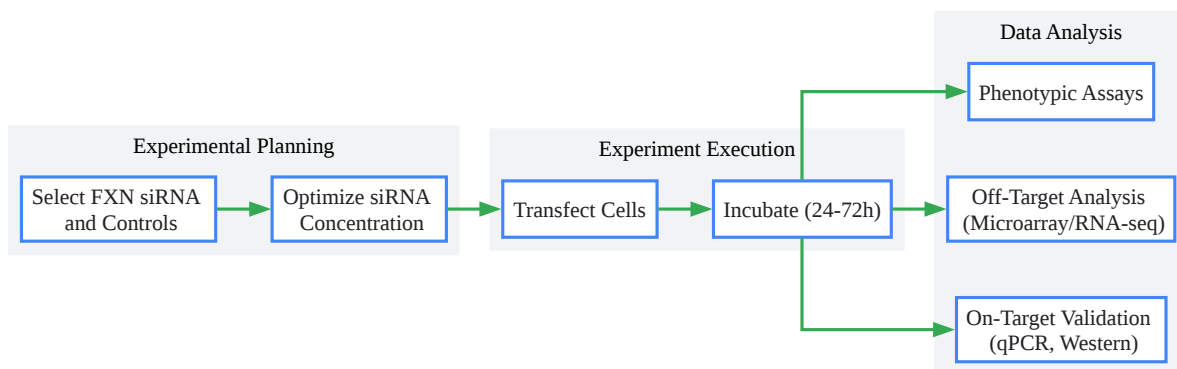 Experimental Planning
Select FXN siRNA
and Controls
Optimize siRNA
Concentration
Experiment Execution
Transfect Cells
Incubate (24-72h)
Data Analysis
Phenotypic Assays
Off-Target Analysis
(Microarray/RNA-seq)
On-Target Validation
(qPCR, Western)